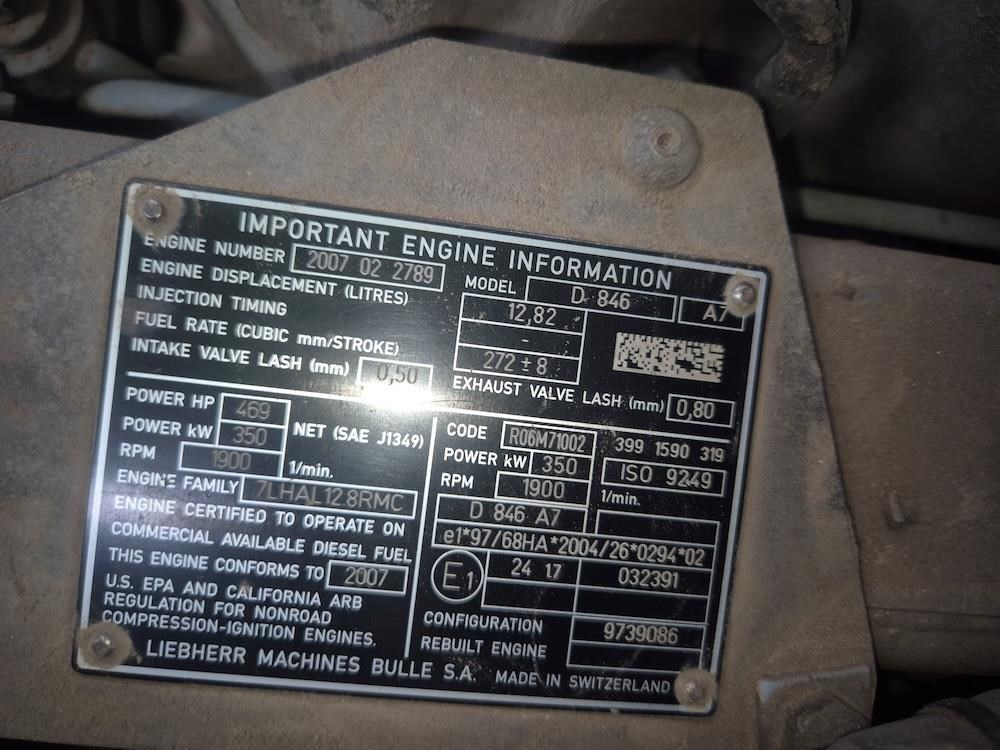 IMPORTANT ENGINE INFORMATION
ENGINE NUMBER 2007 02 2789 MODEL D 846 A7
ENGINE DISPLACEMENT (LITRES) 12,82
INJECTION TIMING -
FUEL RATE (CUBIC mm/STROKE) 272 ± 8
INTAKE VALVE LASH (mm) 0,50 EXHAUST VALVE LASH (mm) 0,80
POWER HP 469
POWER kW 350 NET (SAE J1349)
RPM 1900 1/min.
ENGINE FAMILY 7LHAL12 8RMC
ENGINE CERTIFIED TO OPERATE ON
COMMERCIAL AVAILABLE DIESEL FUEL
THIS ENGINE CONFORMS TO 2007
U.S. EPA AND CALIFORNIA ARB
REGULATION FOR NONROAD
COMPRESSION-IGNITION ENGINES.
CODE R06M71002 399 1590 319
POWER kW 350 ISO 9249
RPM 1900 1/min.
D 846 A7
e1*97/68HA*2004/26*0294*02
E1 24 17 032391
CONFIGURATION 9739086
REBUILT ENGINE
LIEBHERR MACHINES BULLE S.A. MADE IN SWITZERLAND